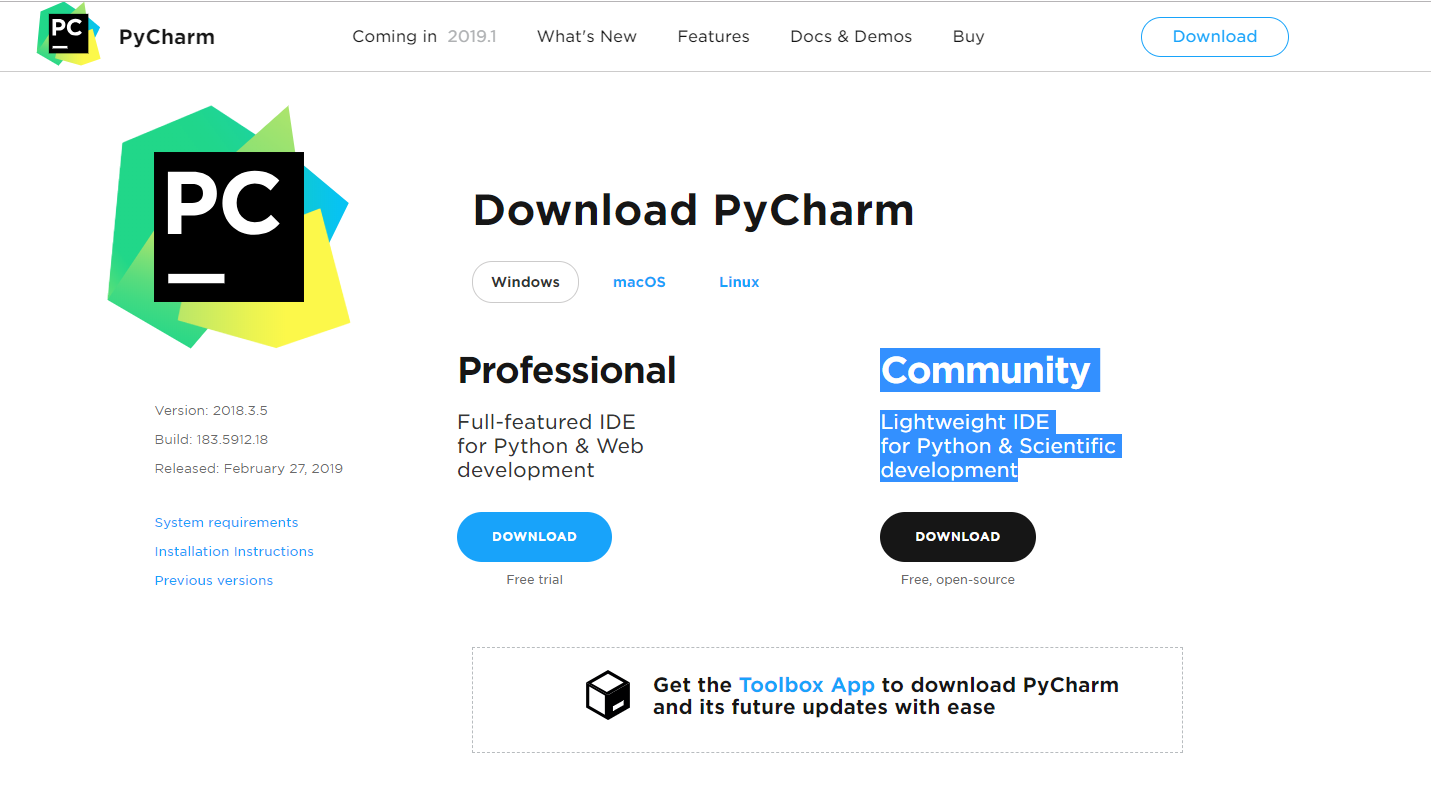 PC
PyCharm
Coming in 2019.1
What's New
Features
Docs & Demos
Buy
Download
PC
Download PyCharm
Windows
macOS
Linux
Professional
Full-featured IDE
for Python & Web
development
DOWNLOAD
Free trial
Community
Lightweight IDE
for Python & Scientific
development
DOWNLOAD
Free, open-source
Version: 2018.3.5
Build: 183.5912.18
Released: February 27, 2019
System requirements
Installation Instructions
Previous versions
Get the Toolbox App to download PyCharm
and its future updates with ease